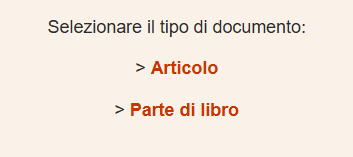 Selezionare il tipo di documento:
> Articolo
> Parte di libro